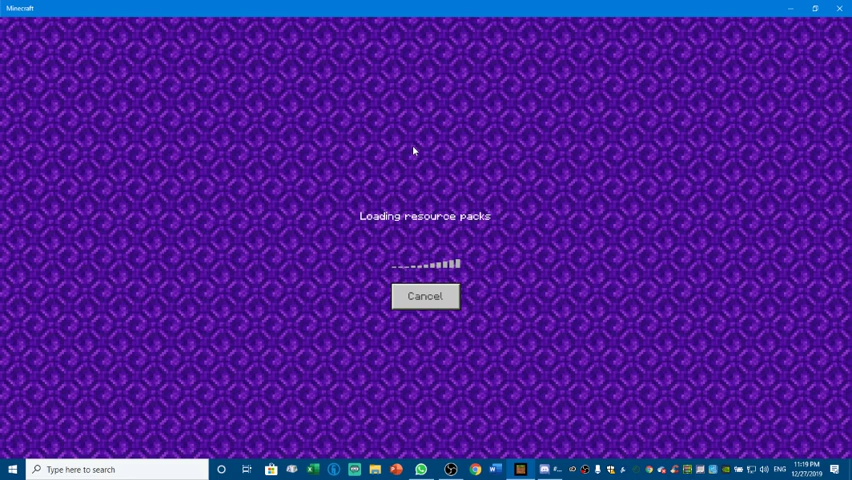 Minecraft
Loading resource packs
Cancel
Type here to search
ENG
11:19 PM
12/27/2019